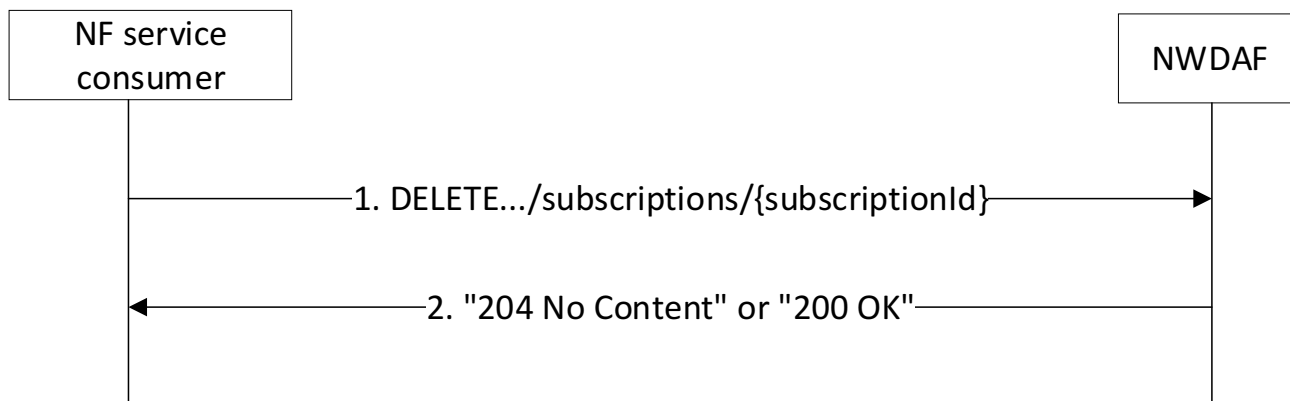 NF service
consumer
NWDAF
1. DELETE.../subscriptions/{subscriptionId}
2. "204 No Content" or "200 OK"